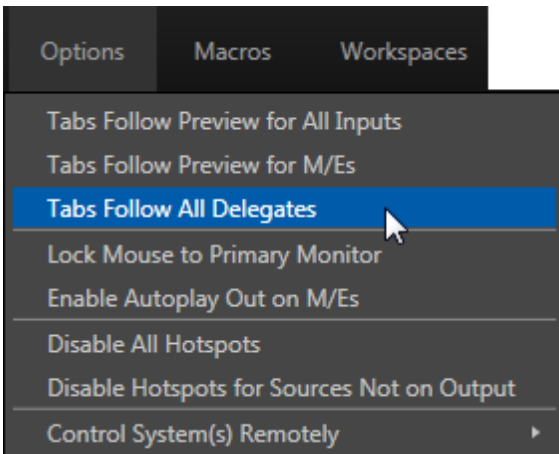 Options Macros Workspaces
Tabs Follow Preview for All Inputs
Tabs Follow Preview for M/Es
Tabs Follow All Delegates
Lock Mouse to Primary Monitor
Enable Autoplay Out on M/Es
Disable All Hotspots
Disable Hotspots for Sources Not on Output
Control System(s) Remotely